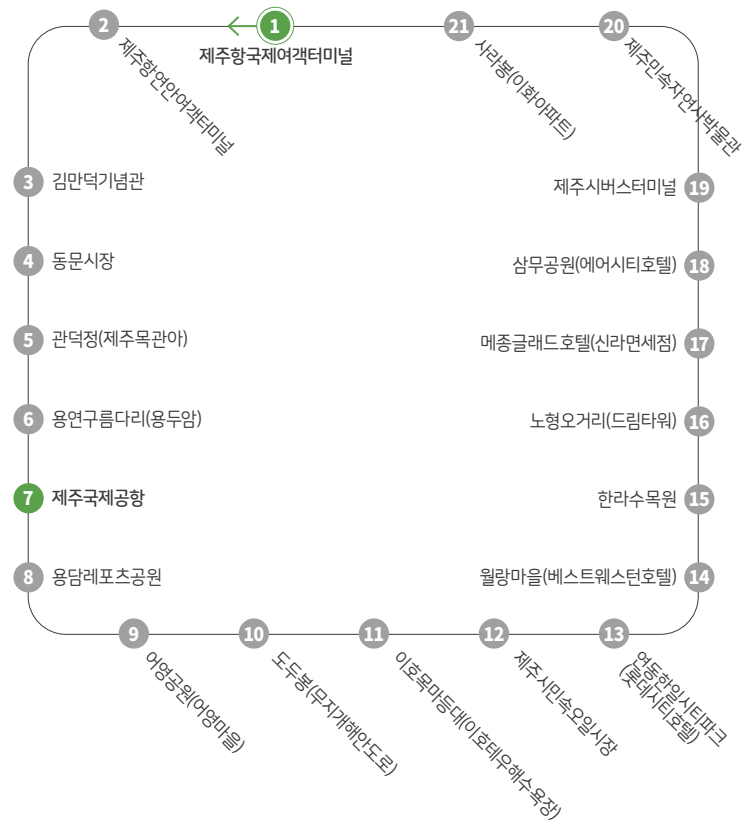 1
제주항국제여객터미널
2
제주항연안여객터미널
3
김만덕기념관
4
동문시장
5
관덕정(제주목관아)
6
용연구름다리(용두암)
7
제주국제공항
8
용담레포츠공원
9
어영공원(어영마을)
10
도두봉(무지개해안도로)
11
이호목마등대(이호테우해수욕장)
12
제주시민속오일시장
13
연동한일시티파크
(롯데시티호텔)
14
월랑마을(베스트웨스턴호텔)
15
한라수목원
16
노형오거리(드림타워)
17
메종글래드호텔(신라면세점)
18
삼무공원(에어시티호텔)
19
제주시버스터미널
20
제주민속자연사박물관
21
사라봉(이화아파트)